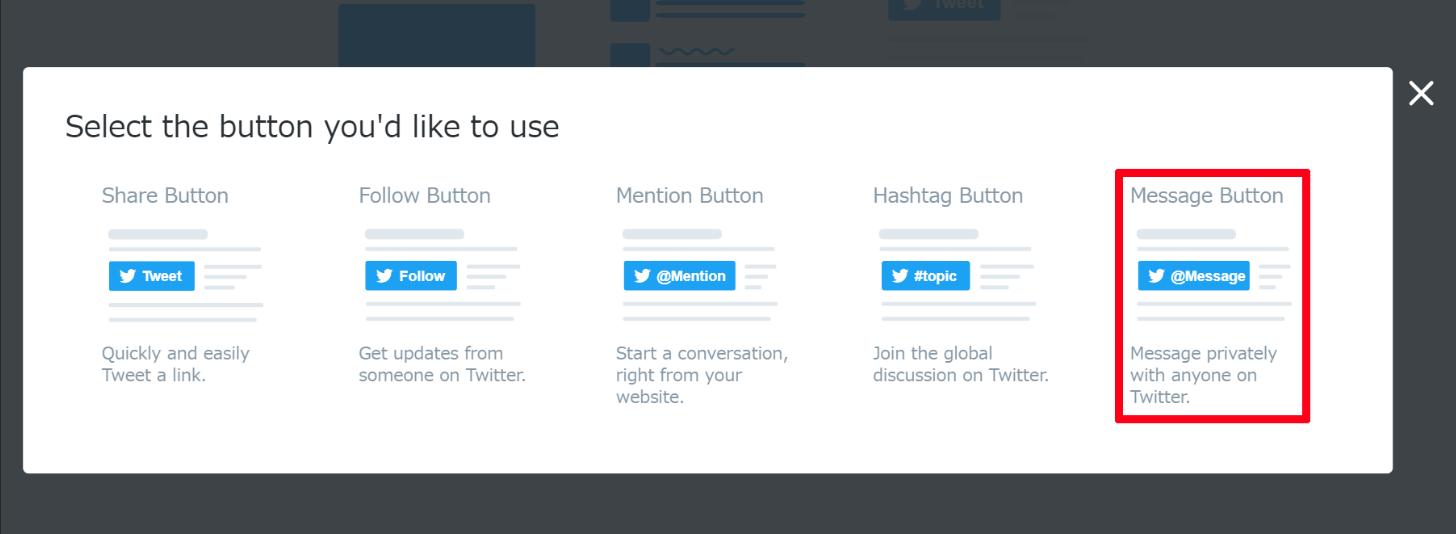 Tweet
Select the button you'd like to use
Share Button
Tweet
Quickly and easily
Tweet a link.
Follow Button
Follow
Get updates from
someone on Twitter.
Mention Button
@Mention
Start a conversation,
right from your
website.
Hashtag Button
#topic
Join the global
discussion on Twitter.
Message Button
@Message
Message privately
with anyone on
Twitter.